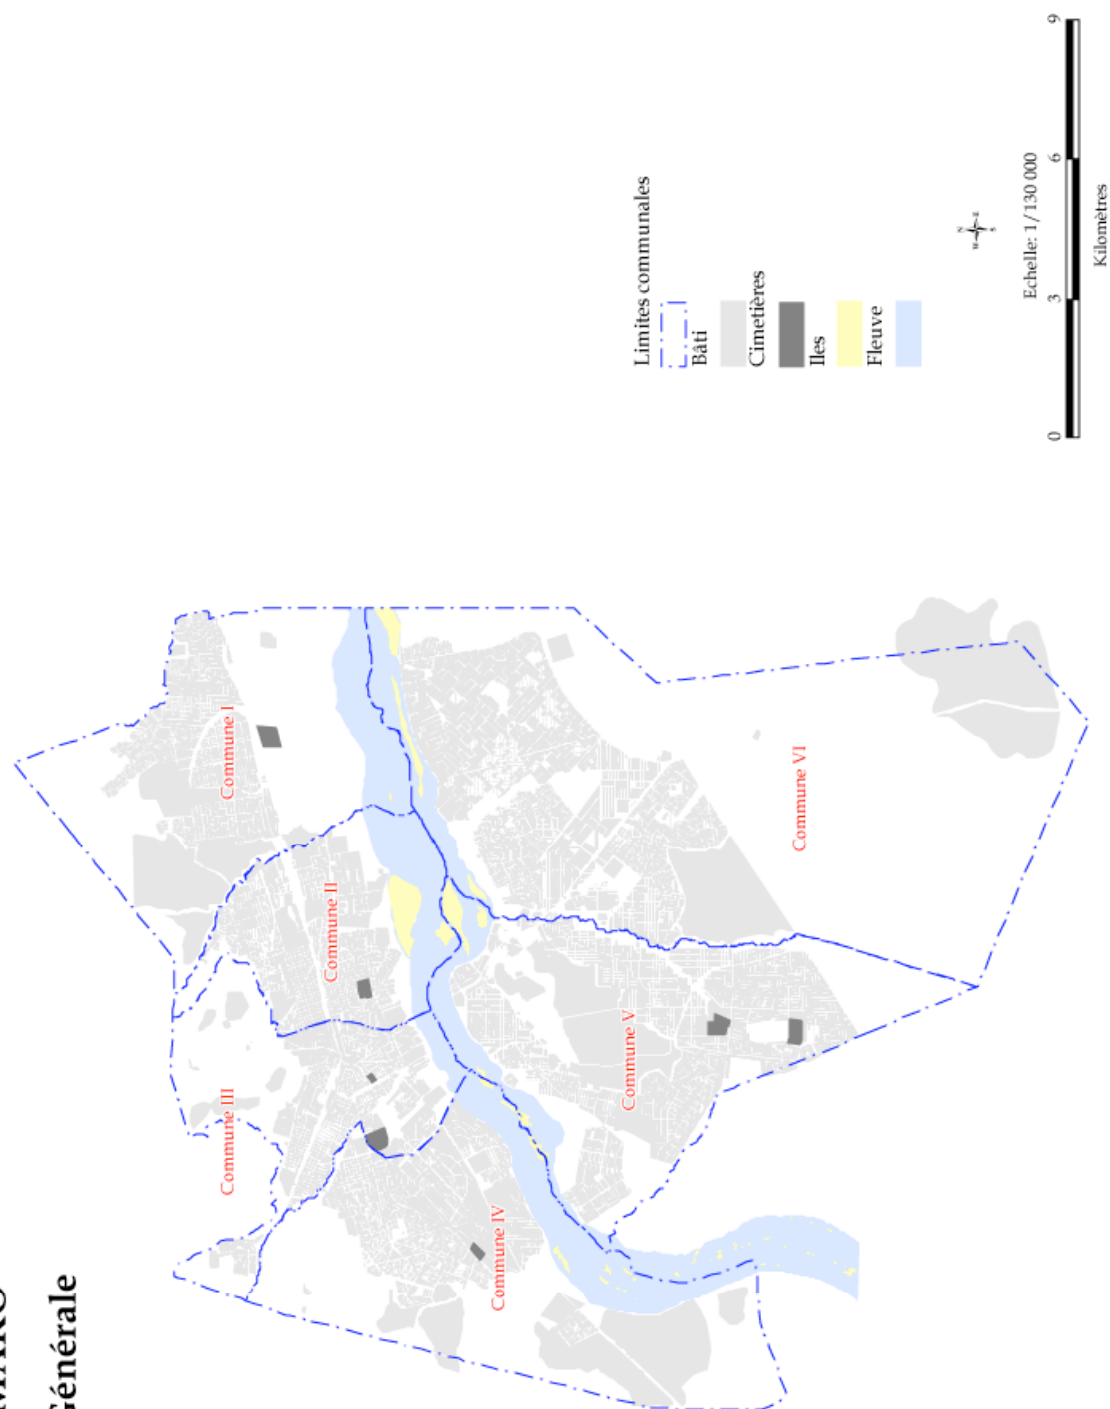 Générale
Commune I
Commune II
Commune III
Commune IV
Commune V
Commune VI
Limites communales
Bâti
Cimetières
Iles
Fleuve
N
W E
S
Echelle: 1/130 000
0 3 6 9
Kilomètres